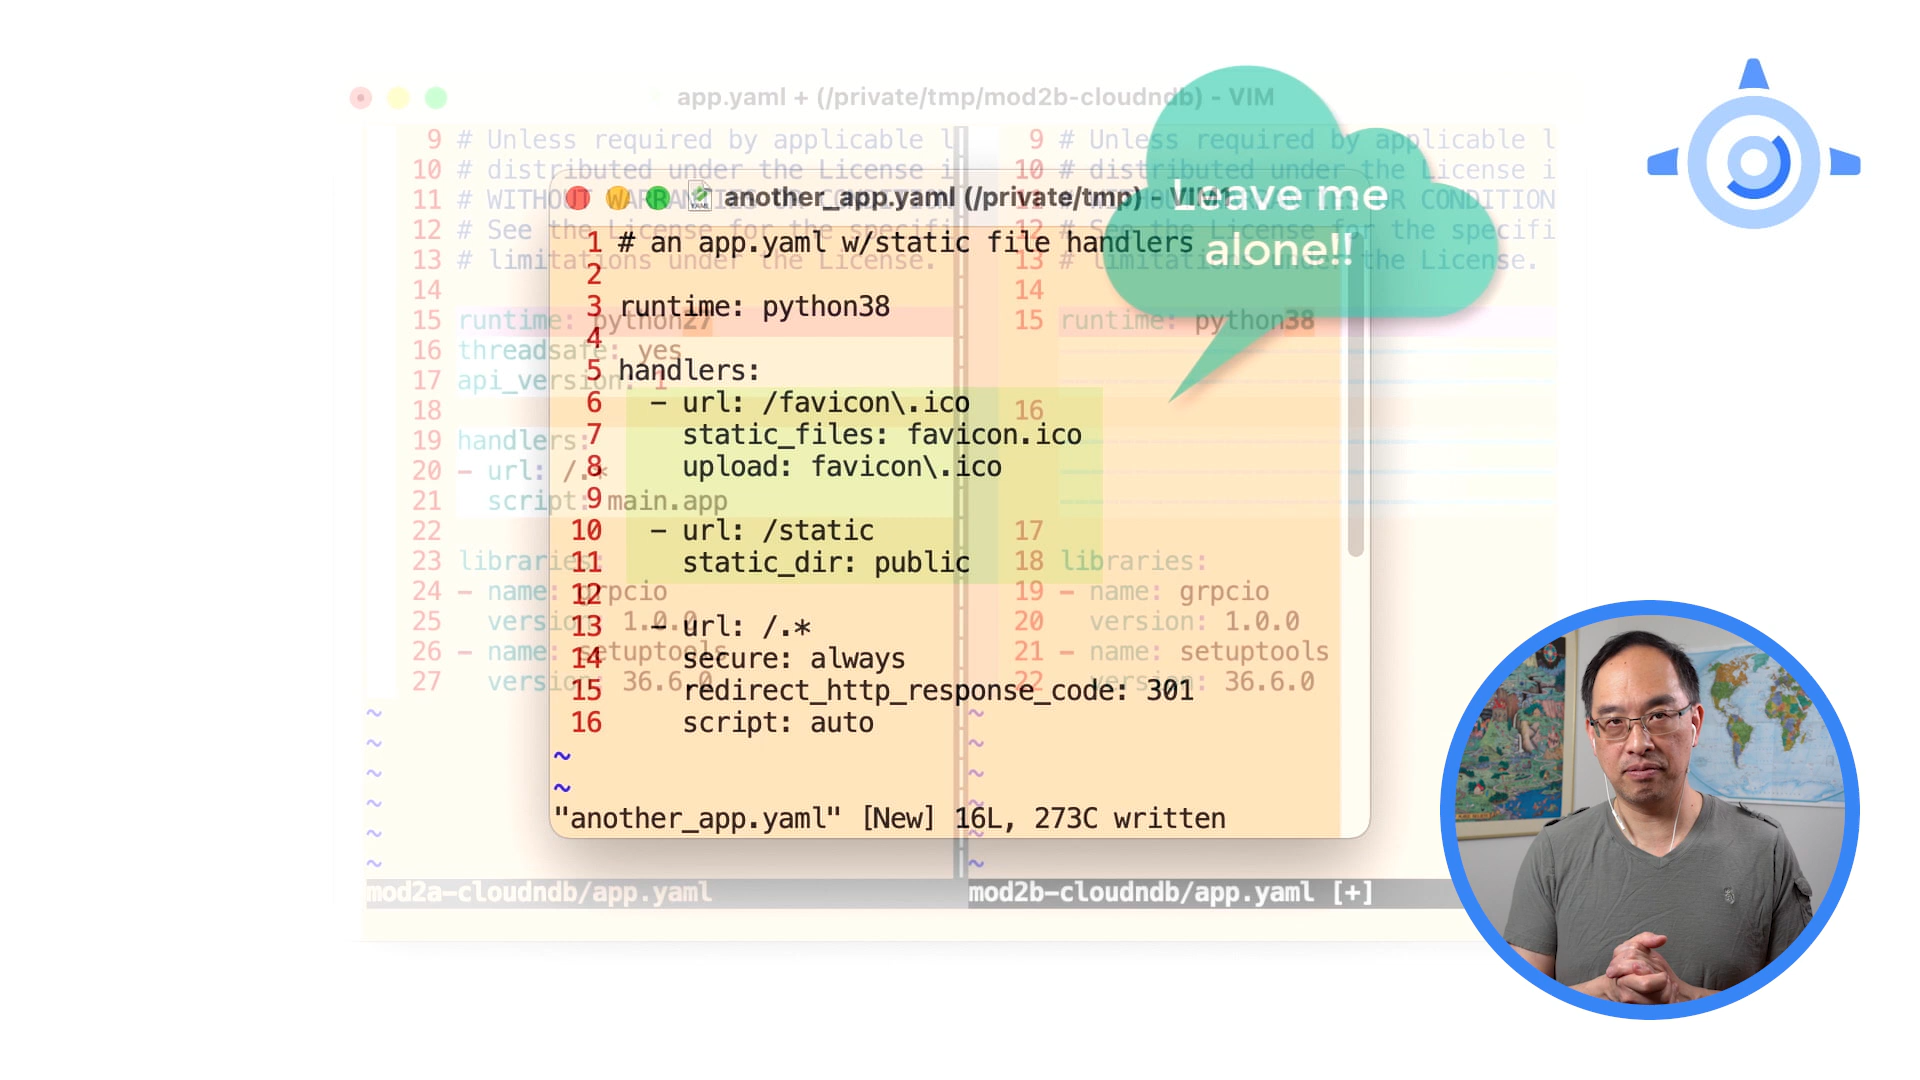 app.yaml + (/private/tmp/mod2b-cloudndb) - VIM
9 # Unless required by applicable l
10 # distributed under the License i
11 # WITHOUT WARRANTIES OR CONDITION
12 # See the License for the specifi
13 # limitations under the License.
14
15 runtime: python27
16 threadsafe: yes
17 api_version: 1
18
19 handlers:
20 - url: /.*
21 script: main.app
22
23 libraries:
24 - name: grpcio
25 version: 1.0.0
26 - name: setuptools
27 version: 36.6.0
~
~
~
~
~
~
mod2a-cloudndb/app.yaml
9 # Unless required by applicable l
10 # distributed under the License i
11 # WITHOUT WARRANTIES OR CONDITION
12 # See the License for the specifi
13 # limitations under the License.
14
15 runtime: python38
16
17
18 libraries:
19 - name: grpcio
20 version: 1.0.0
21 - name: setuptools
22 version: 36.6.0
~
~
~
~
~
~
mod2b-cloudndb/app.yaml [+]
another_app.yaml (/private/tmp) - VIM1
1 # an app.yaml w/static file handlers
2
3 runtime: python38
4
5 handlers:
6 - url: /favicon\.ico
7 static_files: favicon.ico
8 upload: favicon\.ico
9
10 - url: /static
11 static_dir: public
12
13 - url: /.*
14 secure: always
15 redirect_http_response_code: 301
16 script: auto
~
~
"another_app.yaml" [New] 16L, 273C written
Leave me
alone!!